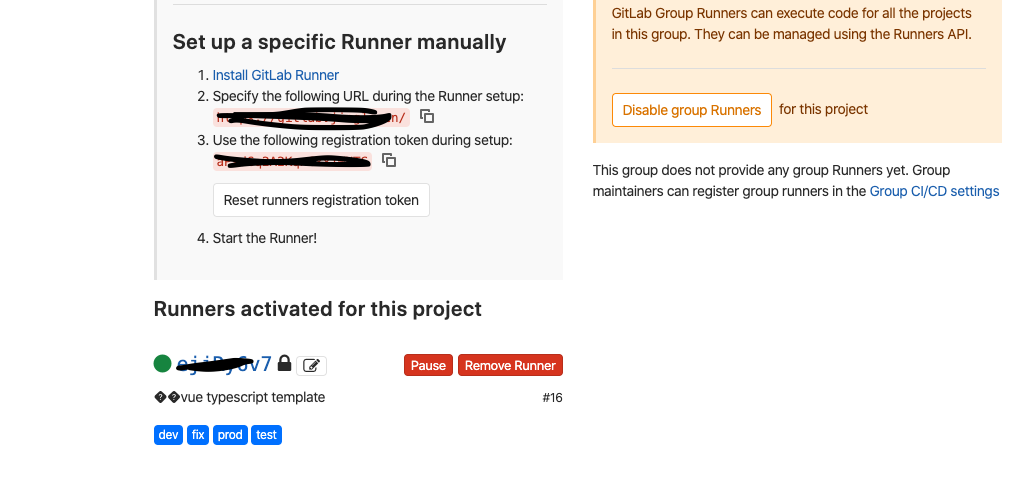 Set up a specific Runner manually
1. Install GitLab Runner
2. Specify the following URL during the Runner setup:
3. Use the following registration token during setup:
Reset runners registration token
4. Start the Runner!
Runners activated for this project
Pause
Remove Runner
��vue typescript template
#16
dev fix prod test
GitLab Group Runners can execute code for all the projects
in this group. They can be managed using the Runners API.
Disable group Runners for this project
This group does not provide any group Runners yet. Group
maintainers can register group runners in the Group CI/CD settings